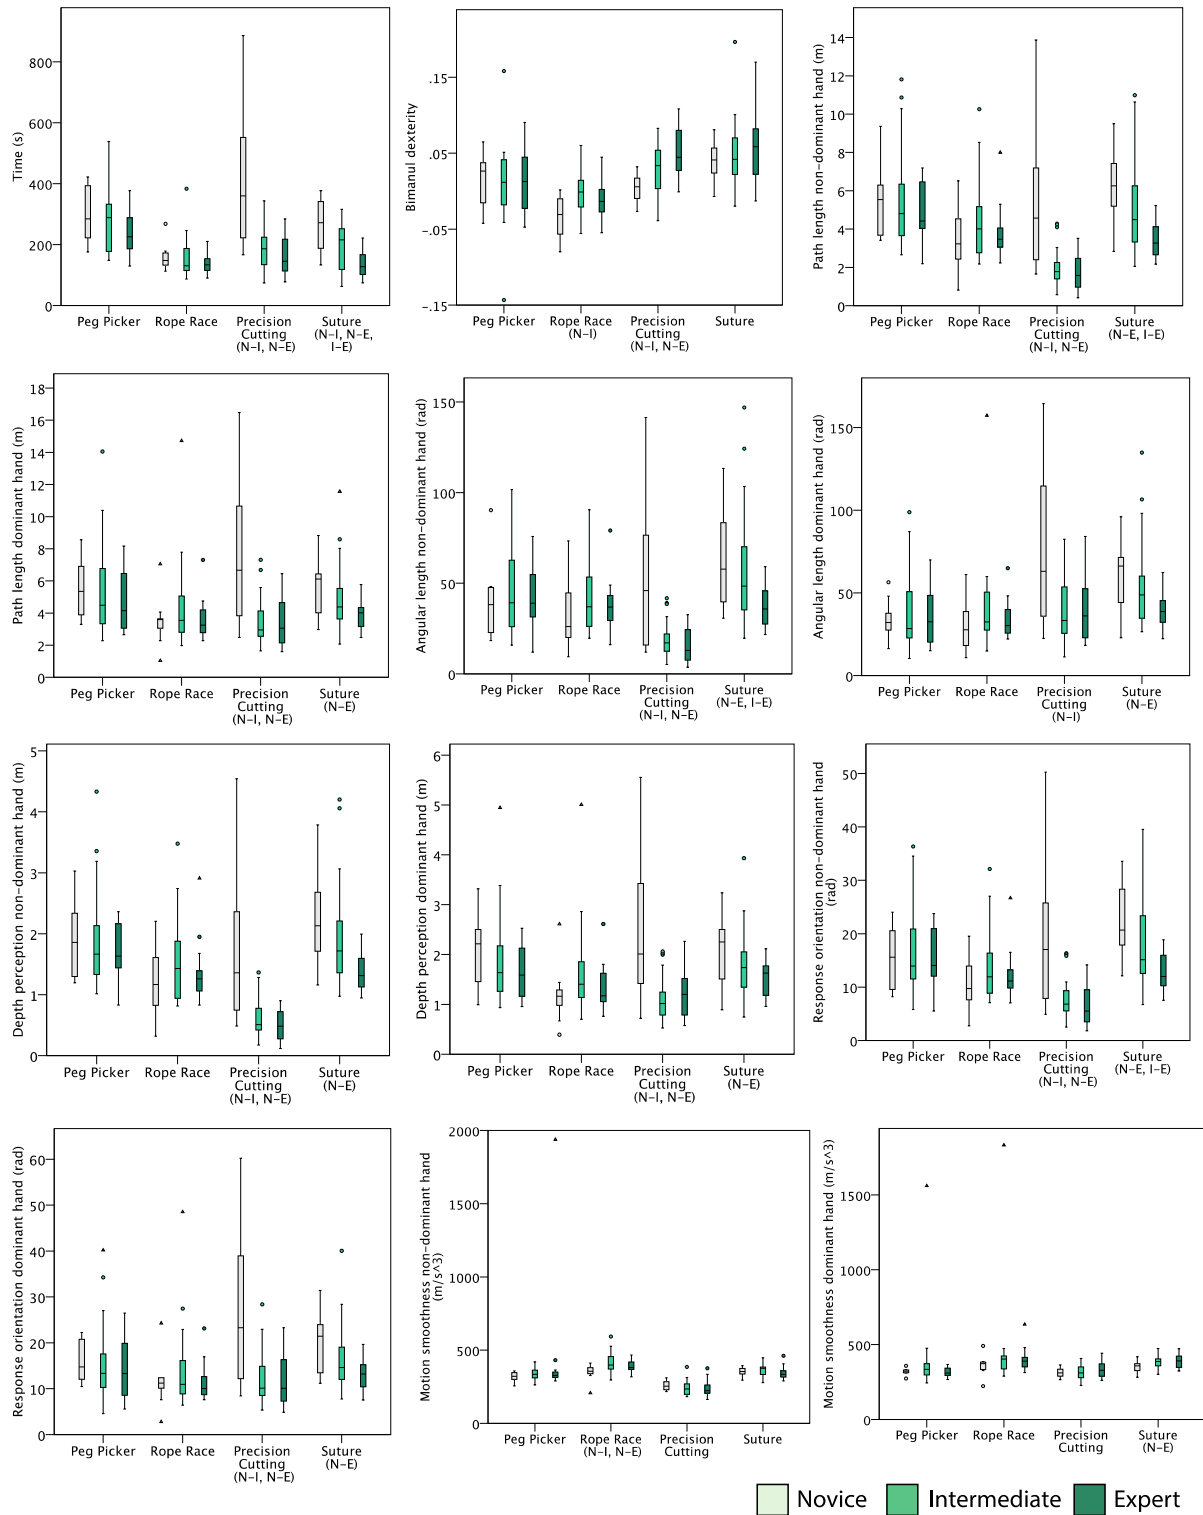 Time (s)
800
600
400
200
0
Peg Picker
Rope Race
Precision
Cutting
(N–I, N–E)
Suture
(N–I, N–E,
I–E)
Bimanul dexterity
.15
.05
–.05
–.15
Peg Picker
Rope Race
(N–I)
Precision
Cutting
(N–I, N–E)
Suture
Path length non–dominant hand (m)
14
12
10
8
6
4
2
0
Peg Picker
Rope Race
Precision
Cutting
(N–I, N–E)
Suture
(N–E, I–E)
Path length dominant hand (m)
18
16
14
12
10
8
6
4
2
0
Peg Picker
Rope Race
Precision
Cutting
(N–I, N–E)
Suture
(N–E)
Angular length non–dominant hand (rad)
150
100
50
0
Peg Picker
Rope Race
Precision
Cutting
(N–I, N–E)
Suture
(N–E, I–E)
Angular length dominant hand (rad)
150
100
50
0
Peg Picker
Rope Race
Precision
Cutting
(N–I)
Suture
(N–E)
Depth perception non–dominant hand (m)
5
4
3
2
1
0
Peg Picker
Rope Race
Precision
Cutting
(N–I, N–E)
Suture
(N–E)
Depth perception dominant hand (m)
6
5
4
3
2
1
0
Peg Picker
Rope Race
Precision
Cutting
(N–I, N–E)
Suture
(N–E)
Response orientation non–dominant hand
(rad)
50
40
30
20
10
0
Peg Picker
Rope Race
Precision
Cutting
(N–I, N–E)
Suture
(N–E, I–E)
Response orientation dominant hand (rad)
60
50
40
30
20
10
0
Peg Picker
Rope Race
Precision
Cutting
(N–I, N–E)
Suture
(N–E)
Motion smoothness non–dominant hand
(m/s^3)
2000
1500
1000
500
0
Peg Picker
Rope Race
(N–I, N–E)
Precision
Cutting
Suture
Motion smoothness dominant hand (m/s^3)
1500
1000
500
0
Peg Picker
Rope Race
Precision
Cutting
Suture
(N–E)
Novice
Intermediate
Expert